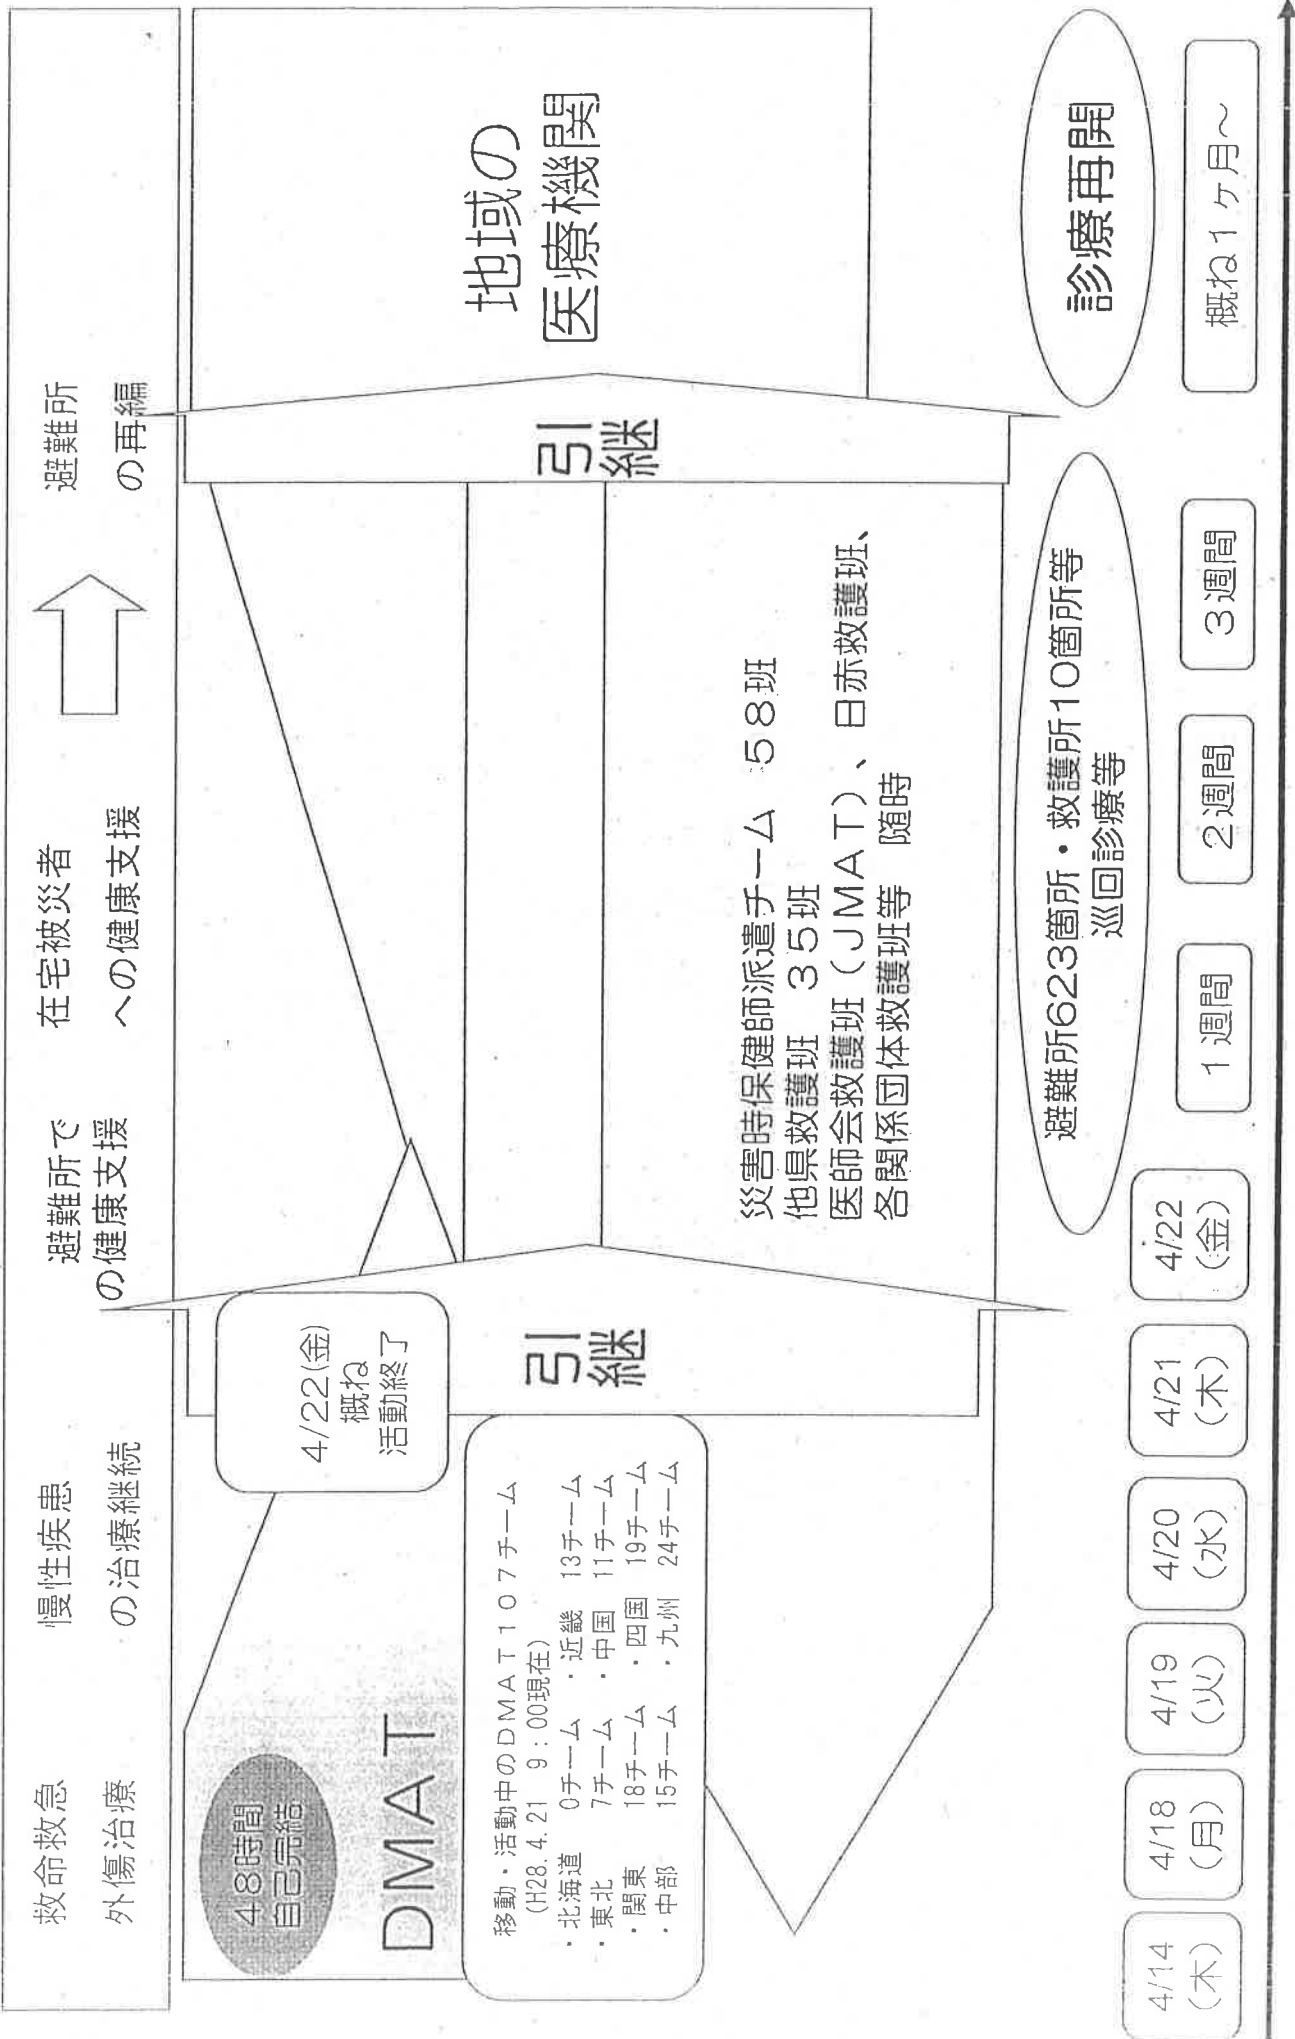 救命救急
外傷治療
慢性疾患
の治療継続
避難所で
の健康支援
在宅被災者
への健康支援
避難所
の再編
48時間
自己完結
DMAT
4/22(金)
概ね
活動終了
移動・活動中のDMAT107チーム
(H28.4.21 9:00現在)
・北海道 0チーム ・近畿 13チーム
・東北 7チーム ・中国 11チーム
・関東 18チーム ・四国 19チーム
・中部 15チーム ・九州 24チーム
引
継
災害時保健師派遣チーム 58班
他県救護班 35班
医師会救護班(JMAT)、日赤救護班、
各関係団体救護班等 随時
引
継
地域の
医療機関
避難所623箇所・救護所10箇所等
巡回診療等
診療再開
4/14
(木)
4/18
(月)
4/19
(火)
4/20
(水)
4/21
(木)
4/22
(金)
1週間
2週間
3週間
概ね1ヶ月~